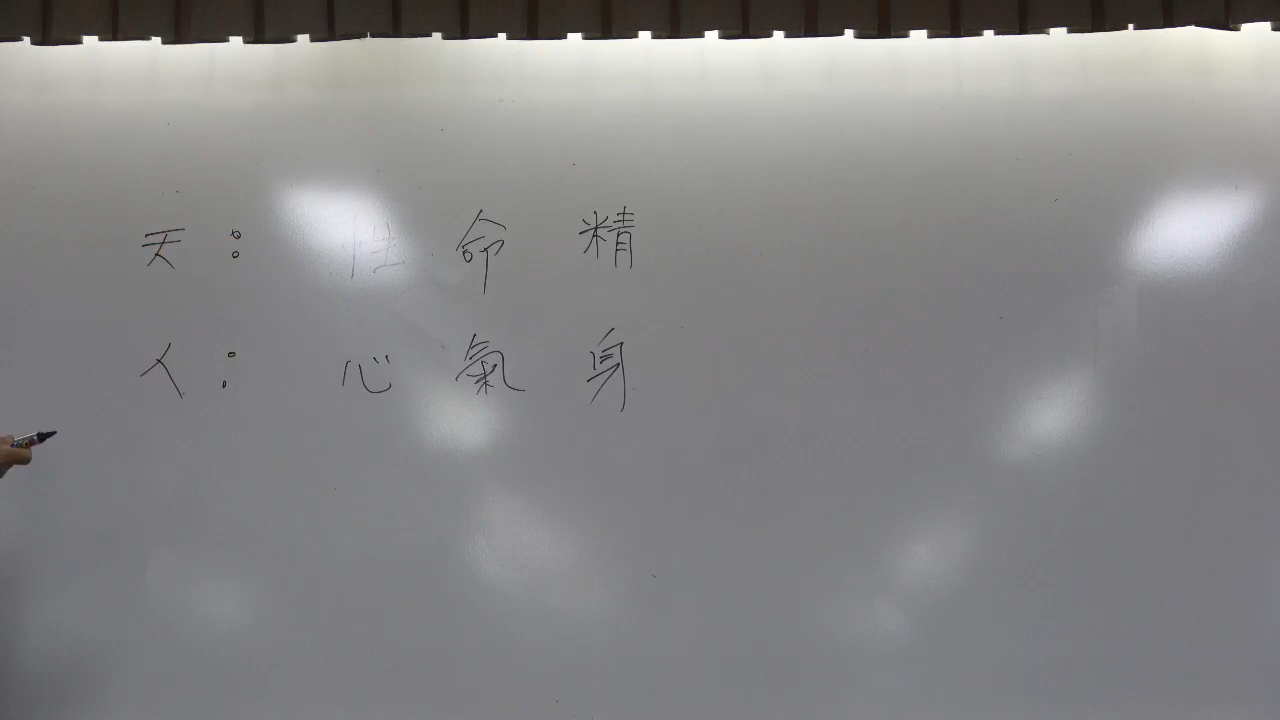 天： 性 命 精
人： 心 氣 身